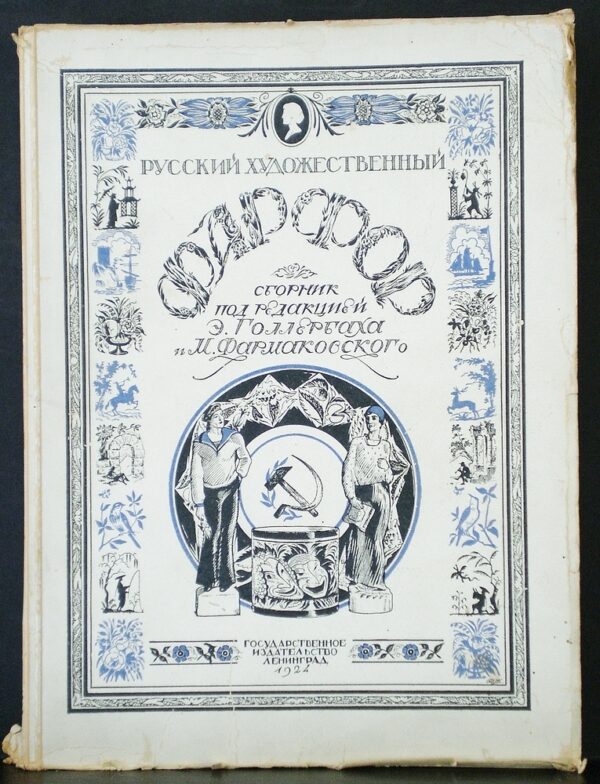 РУССКИЙ ХУДОЖЕСТВЕННЫЙ
ФАРФОР
СБОРНИК
ПОД РЕДАКЦИЕЙ
Э. ГОЛЛЕРБАХА
и М. ФАРМАКОВСКОГО
ГОСУДАРСТВЕННОЕ
ИЗДАТЕЛЬСТВО
ЛЕНИНГРАД
1924